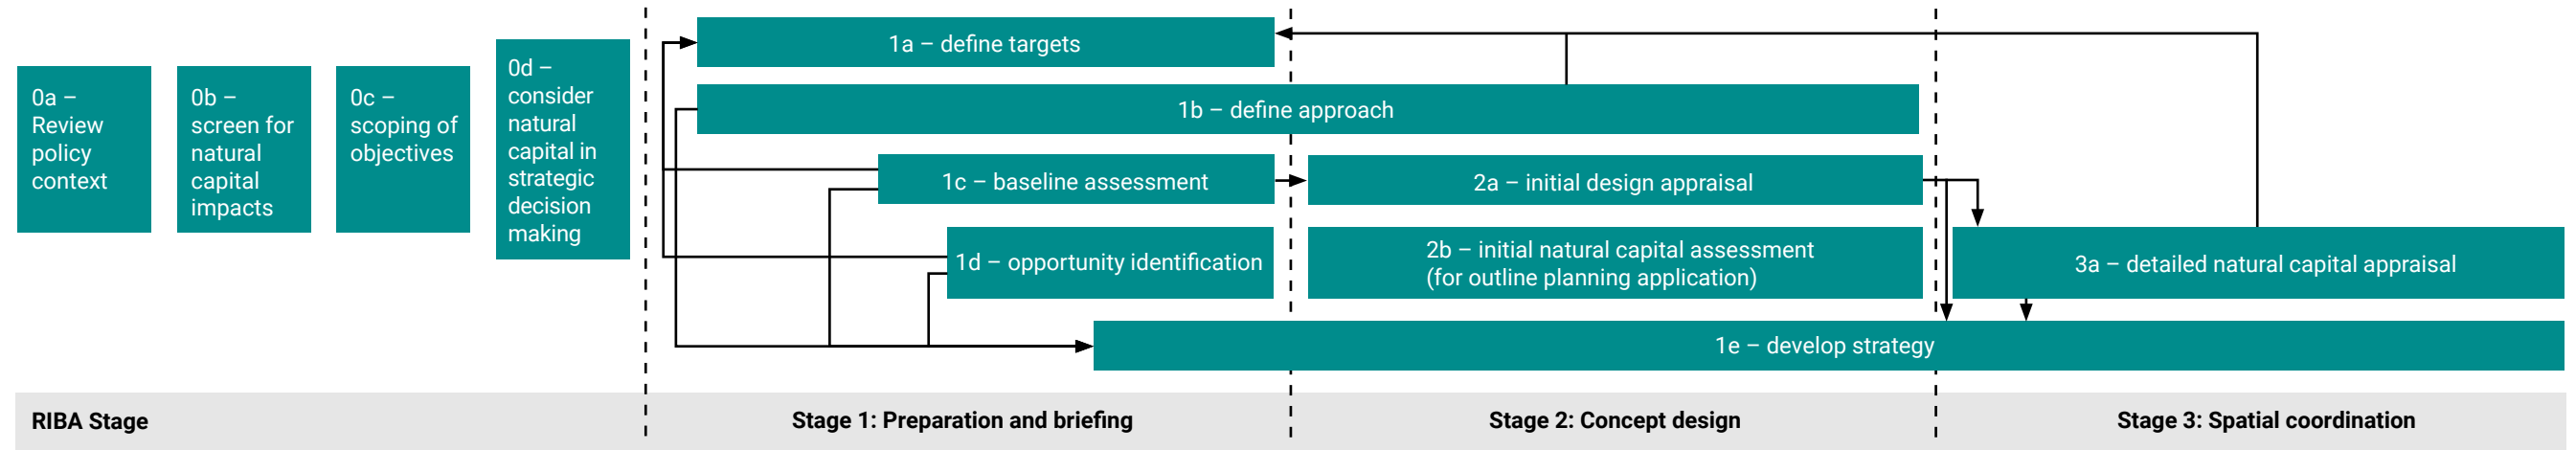 0a –
Review
policy
context
0b –
screen for
natural
capital
impacts
0c –
scoping of
objectives
0d –
consider
natural
capital in
strategic
decision
making
1a – define targets
1b – define approach
1c – baseline assessment
2a – initial design appraisal
1d – opportunity identification
2b – initial natural capital assessment
(for outline planning application)
3a – detailed natural capital appraisal
1e – develop strategy
RIBA Stage
Stage 1: Preparation and briefing
Stage 2: Concept design
Stage 3: Spatial coordination